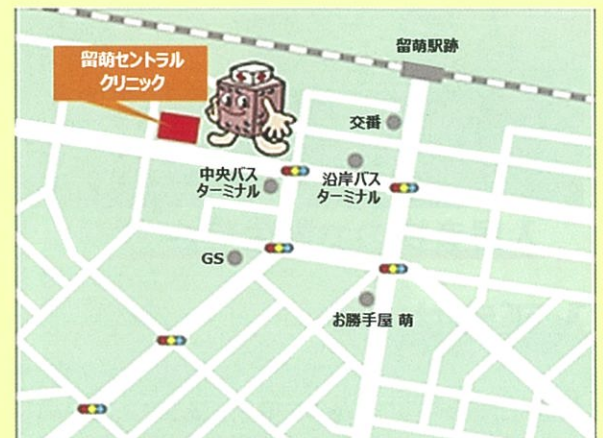 留萌駅跡
留萌セントラル
クリニック
交番
中央バス
ターミナル
沿岸バス
ターミナル
GS
お勝手屋 萌